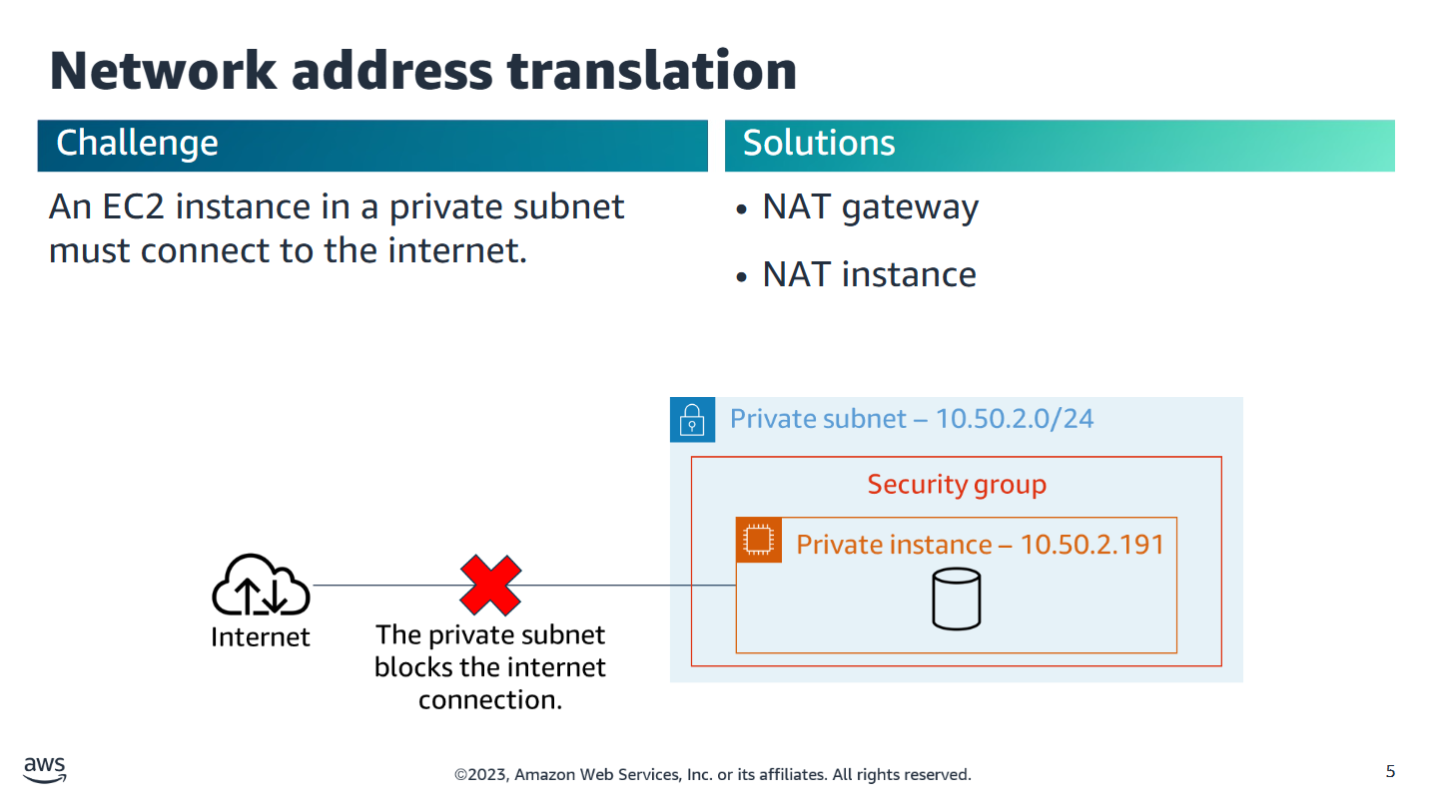 Network address translation
Challenge
An EC2 instance in a private subnet
must connect to the internet.
Solutions
• NAT gateway
• NAT instance
Private subnet – 10.50.2.0/24
Security group
Private instance – 10.50.2.191
Internet
The private subnet
blocks the internet
connection.
aws
©2023, Amazon Web Services, Inc. or its affiliates. All rights reserved.
5